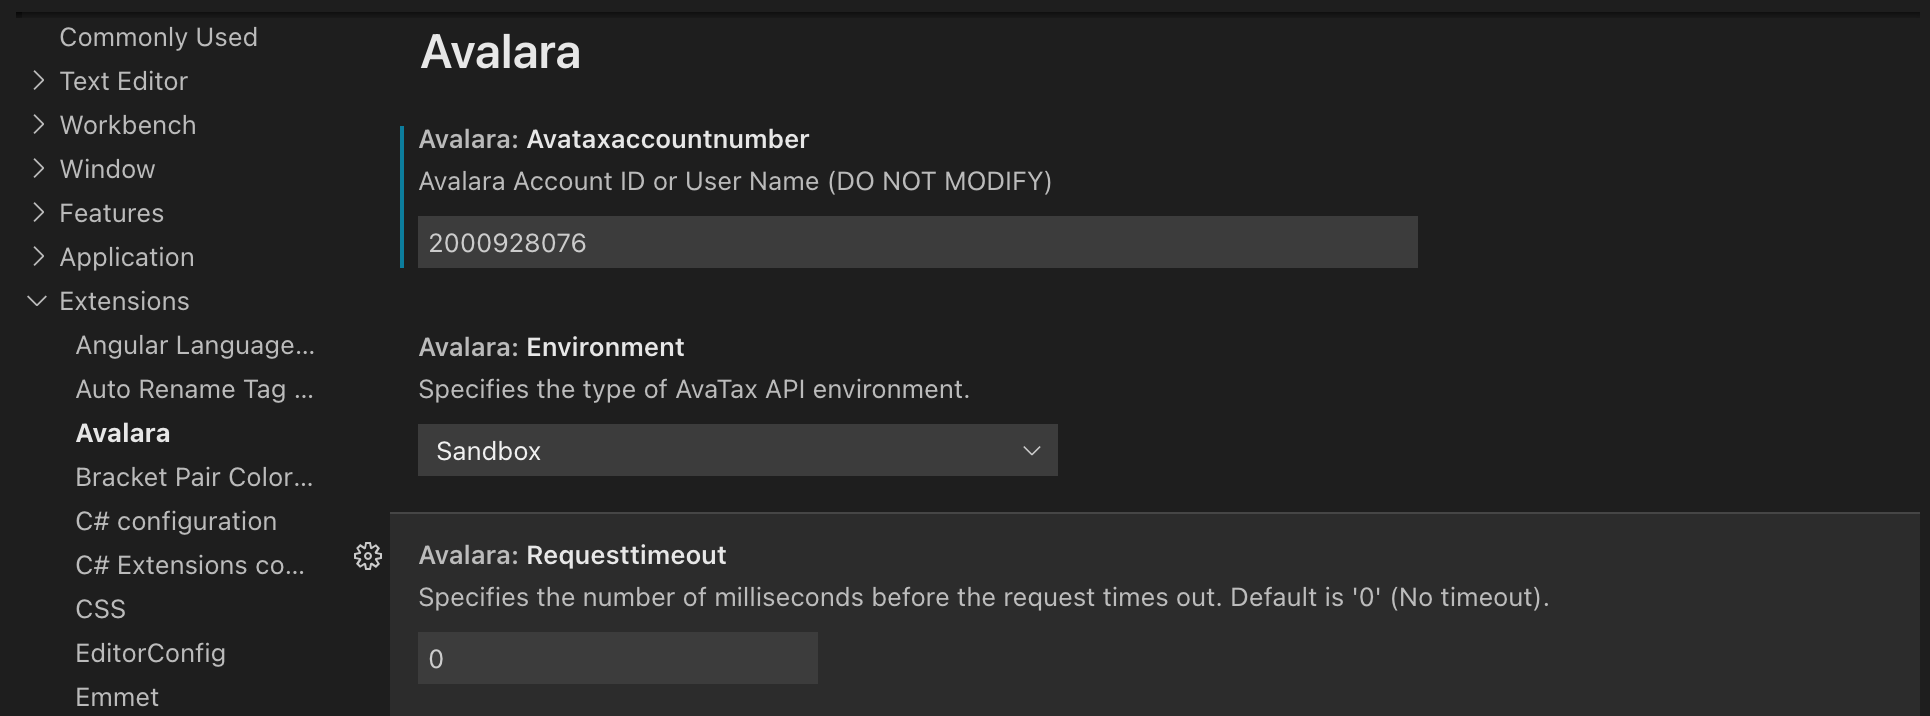 Commonly Used
Text Editor
Workbench
Window
Features
Application
Extensions
Angular Language...
Auto Rename Tag ...
Avalara
Bracket Pair Color...
C# configuration
C# Extensions co...
CSS
EditorConfig
Emmet
Avalara
Avalara: Avataxaccountnumber
Avalara Account ID or User Name (DO NOT MODIFY)
2000928076
Avalara: Environment
Specifies the type of AvaTax API environment.
Sandbox
Avalara: Requesttimeout
Specifies the number of milliseconds before the request times out. Default is '0' (No timeout).
0